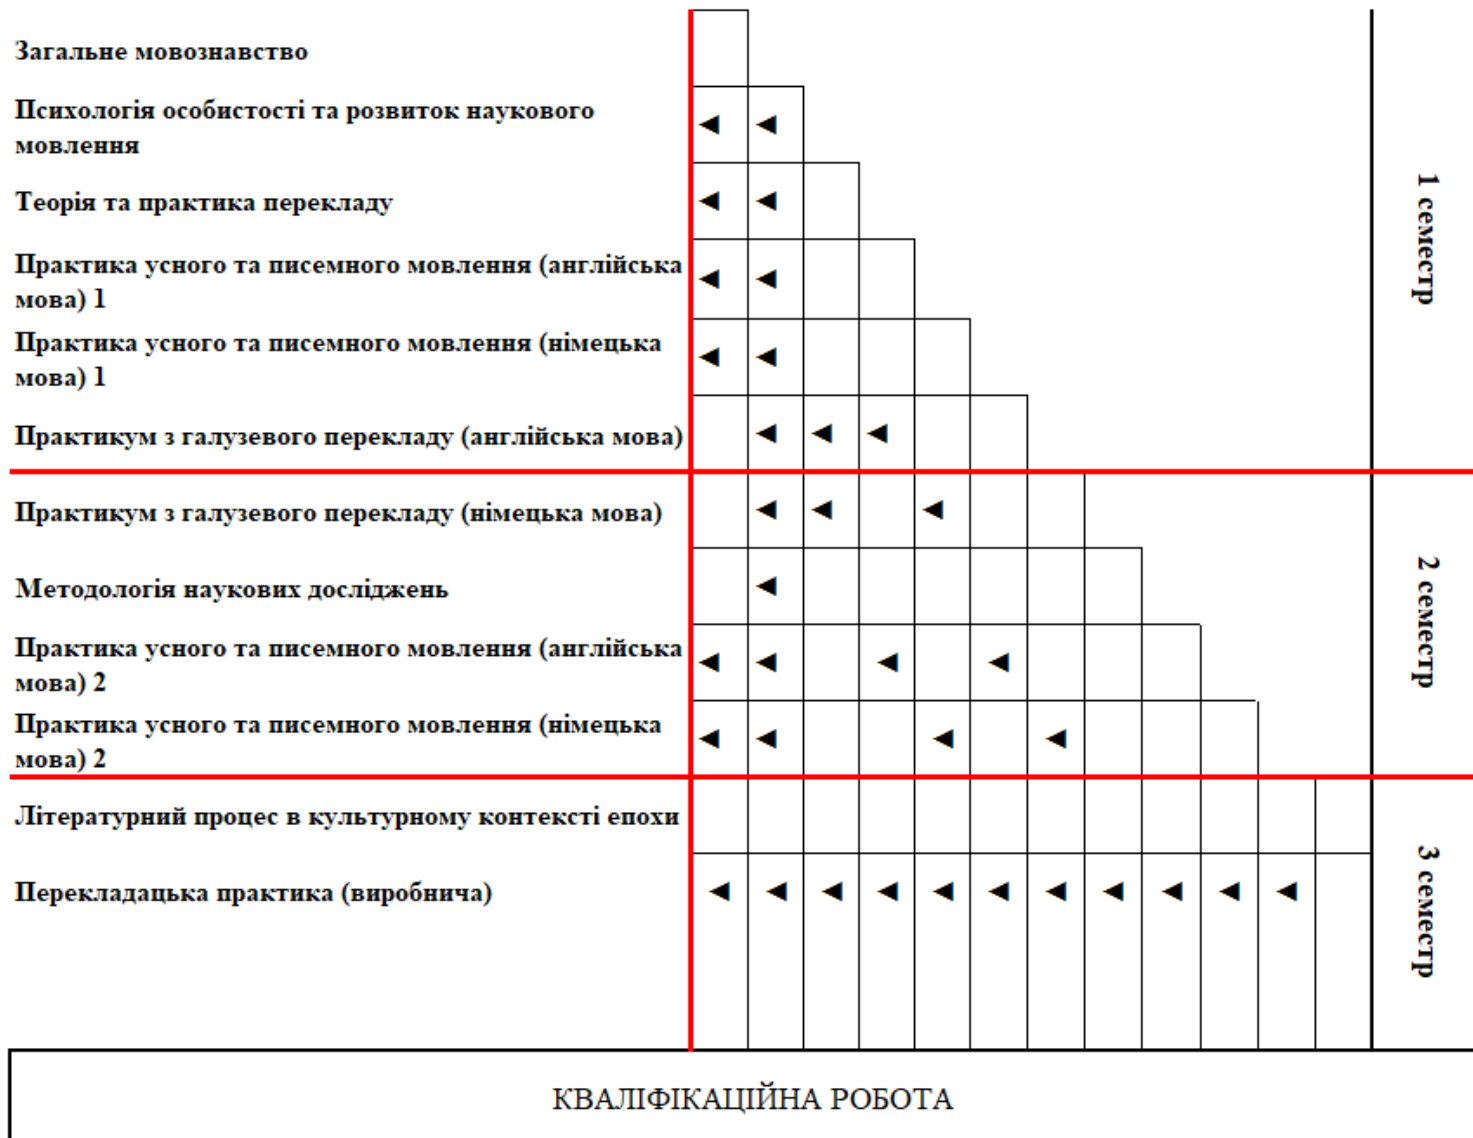 Загальне мовознавство
Психологія особистості та розвиток наукового
мовлення
Теорія та практика перекладу
Практика усного та писемного мовлення (англійська
мова) 1
Практика усного та писемного мовлення (німецька
мова) 1
Практикум з галузевого перекладу (англійська мова)
1 семестр
Практикум з галузевого перекладу (німецька мова)
Методологія наукових досліджень
Практика усного та писемного мовлення (англійська
мова) 2
Практика усного та писемного мовлення (німецька
мова) 2
2 семестр
Літературний процес в культурному контексті епохи
Перекладацька практика (виробнича)
3 семестр
КВАЛІФІКАЦІЙНА РОБОТА